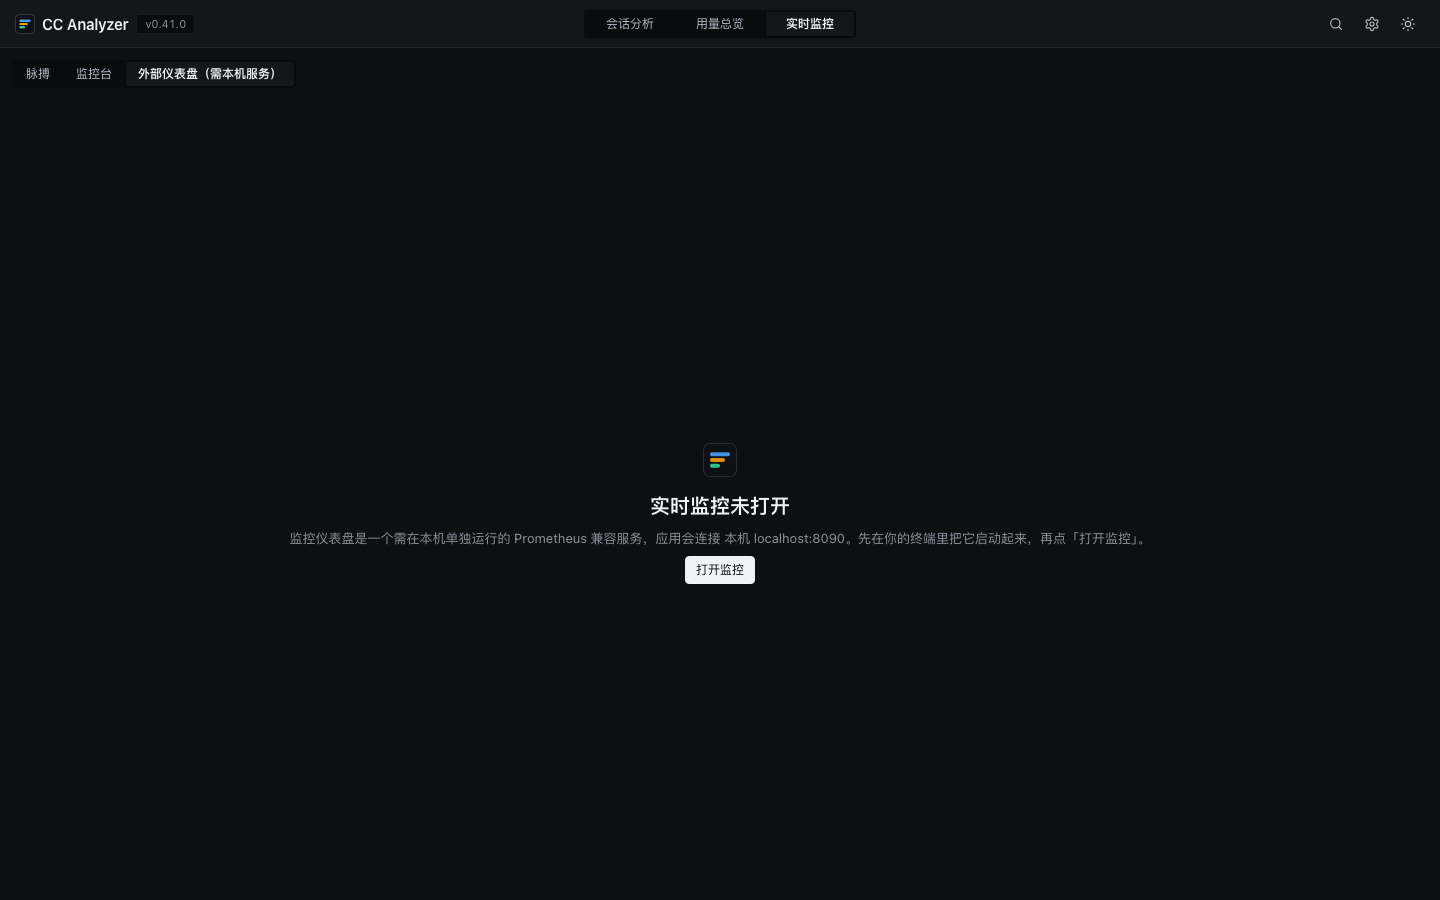 CC Analyzer v0.41.0 会话分析 用量总览 实时监控
脉搏 监控台 外部仪表盘（需本机服务）
实时监控未打开
监控仪表盘是一个需在本机单独运行的 Prometheus 兼容服务，应用会连接 本机 localhost:8090。先在你的终端里把它启动起来，再点「打开监控」。
打开监控